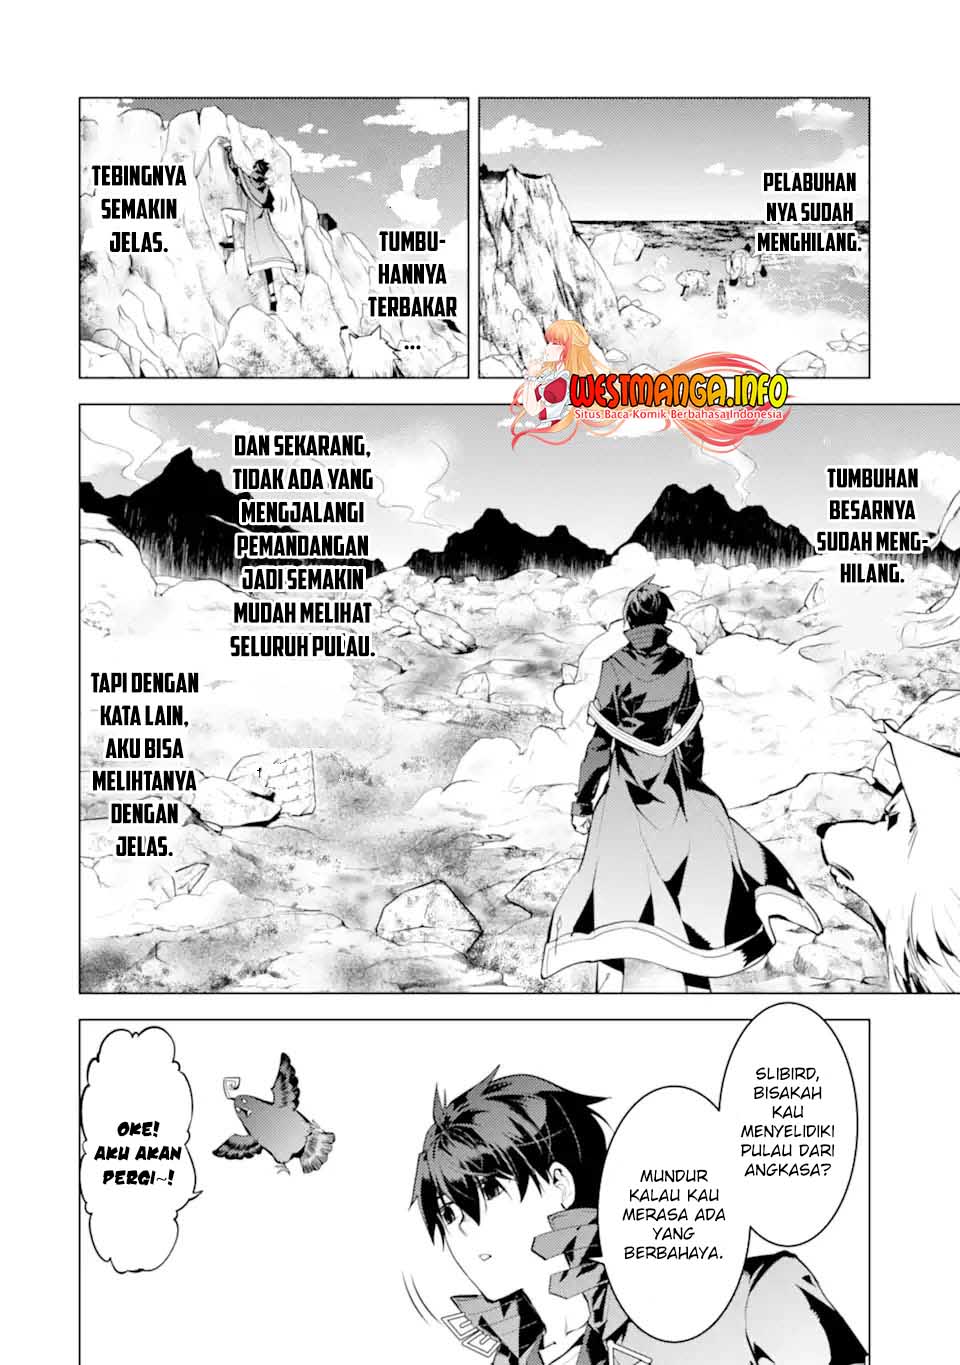 PELABUHAN
NYA SUDAH
MENGHILANG.
TUMBU-
HANNYA
TERBAKAR
...
TEBINGNYA
SEMAKIN
JELAS.
WESTMANGA.INFO
Situs Baca Komik Berbahasa Indonesia
TUMBUHAN
BESARNYA
SUDAH MENG-
HILANG.
DAN SEKARANG,
TIDAK ADA YANG
MENGJALANGI
PEMANDANGAN
JADI SEMAKIN
MUDAH MELIHAT
SELURUH PULAU.
TAPI DENGAN
KATA LAIN,
AKU BISA
MELIHTANYA
DENGAN
JELAS.
SLIBIRD,
BISAKAH
KAU
MENYELIDIKI
PULAU DARI
ANGKASA?
MUNDUR
KALAU KAU
MERASA ADA
YANG
BERBAHAYA.
OKE!
AKU AKAN
PERGI~!